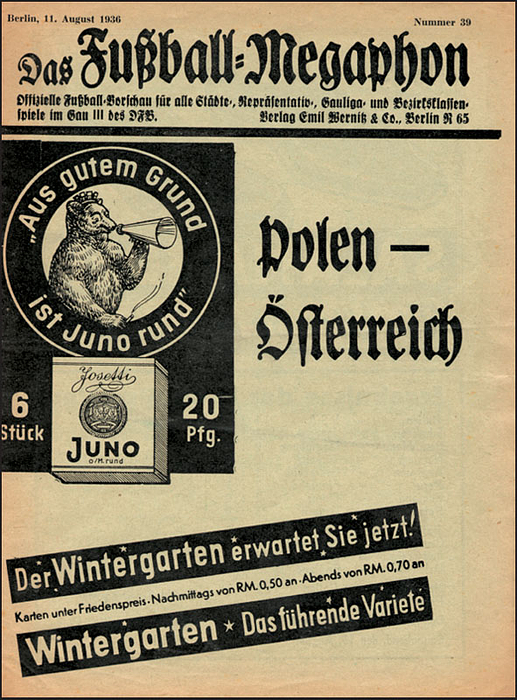 Berlin, 11. August 1936
Nummer 39
Das Fußball-Megaphon
Offizielle Fußball-Vorschau für alle Städte-, Repräsentativ-, Gauliga- und Bezirksklassen-
spiele im Gau III des DFB.
Verlag Emil Wernitz & Co., Berlin N 65
„Aus gutem Grund
ist Juno rund"
Polen –
Österreich
Josetti
JUNO
o/M. rund
6
Stück
20
Pfg.
Der Wintergarten erwartet Sie jetzt!
Karten unter Friedenspreis · Nachmittags von RM. 0,50 an · Abends von RM. 0,70 an
Wintergarten * Das führende Varieté